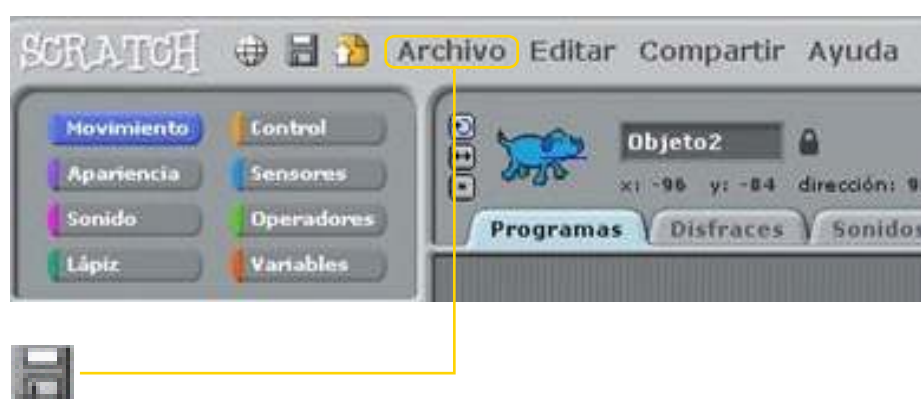 SCRATCH Archivo Editar Compartir Ayuda
Movimiento Control
Apariencia Sensores
Sonido Operadores
Lápiz Variables
Objeto2
x: -96 y: -84 dirección: 9
Programas Disfraces Sonidos